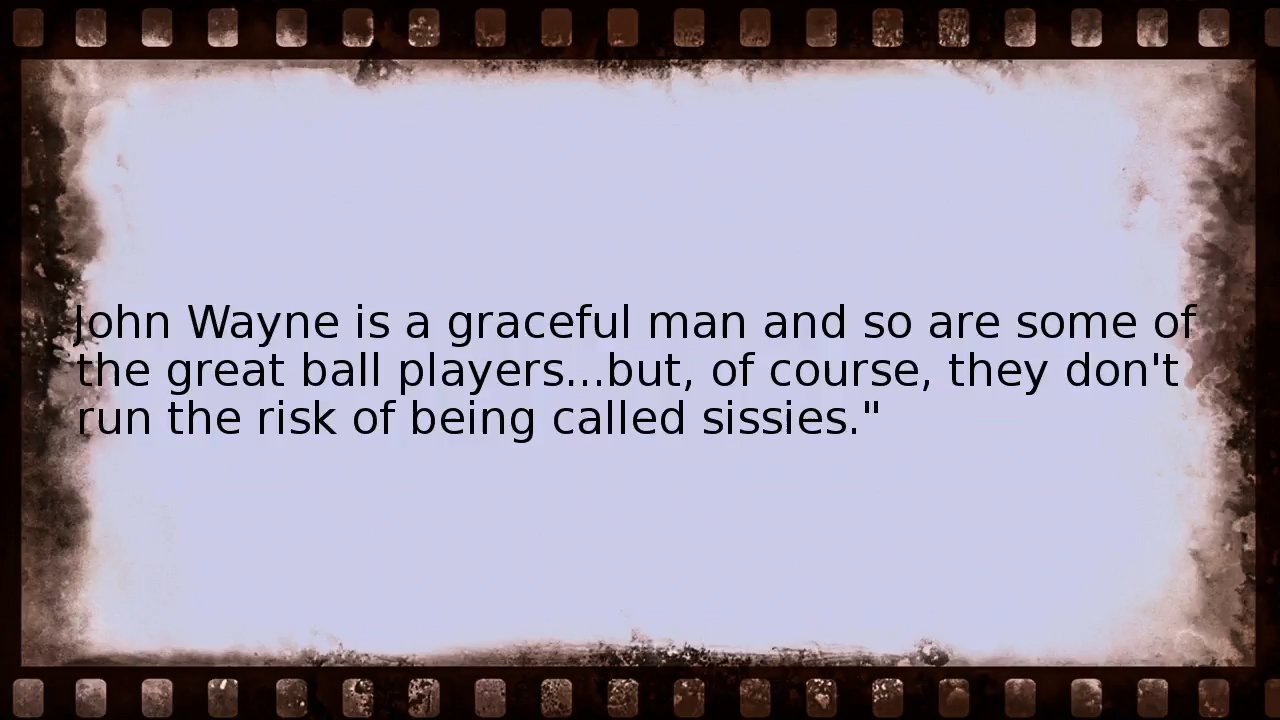 John Wayne is a graceful man and so are some of
the great ball players...but, of course, they don't
run the risk of being called sissies."